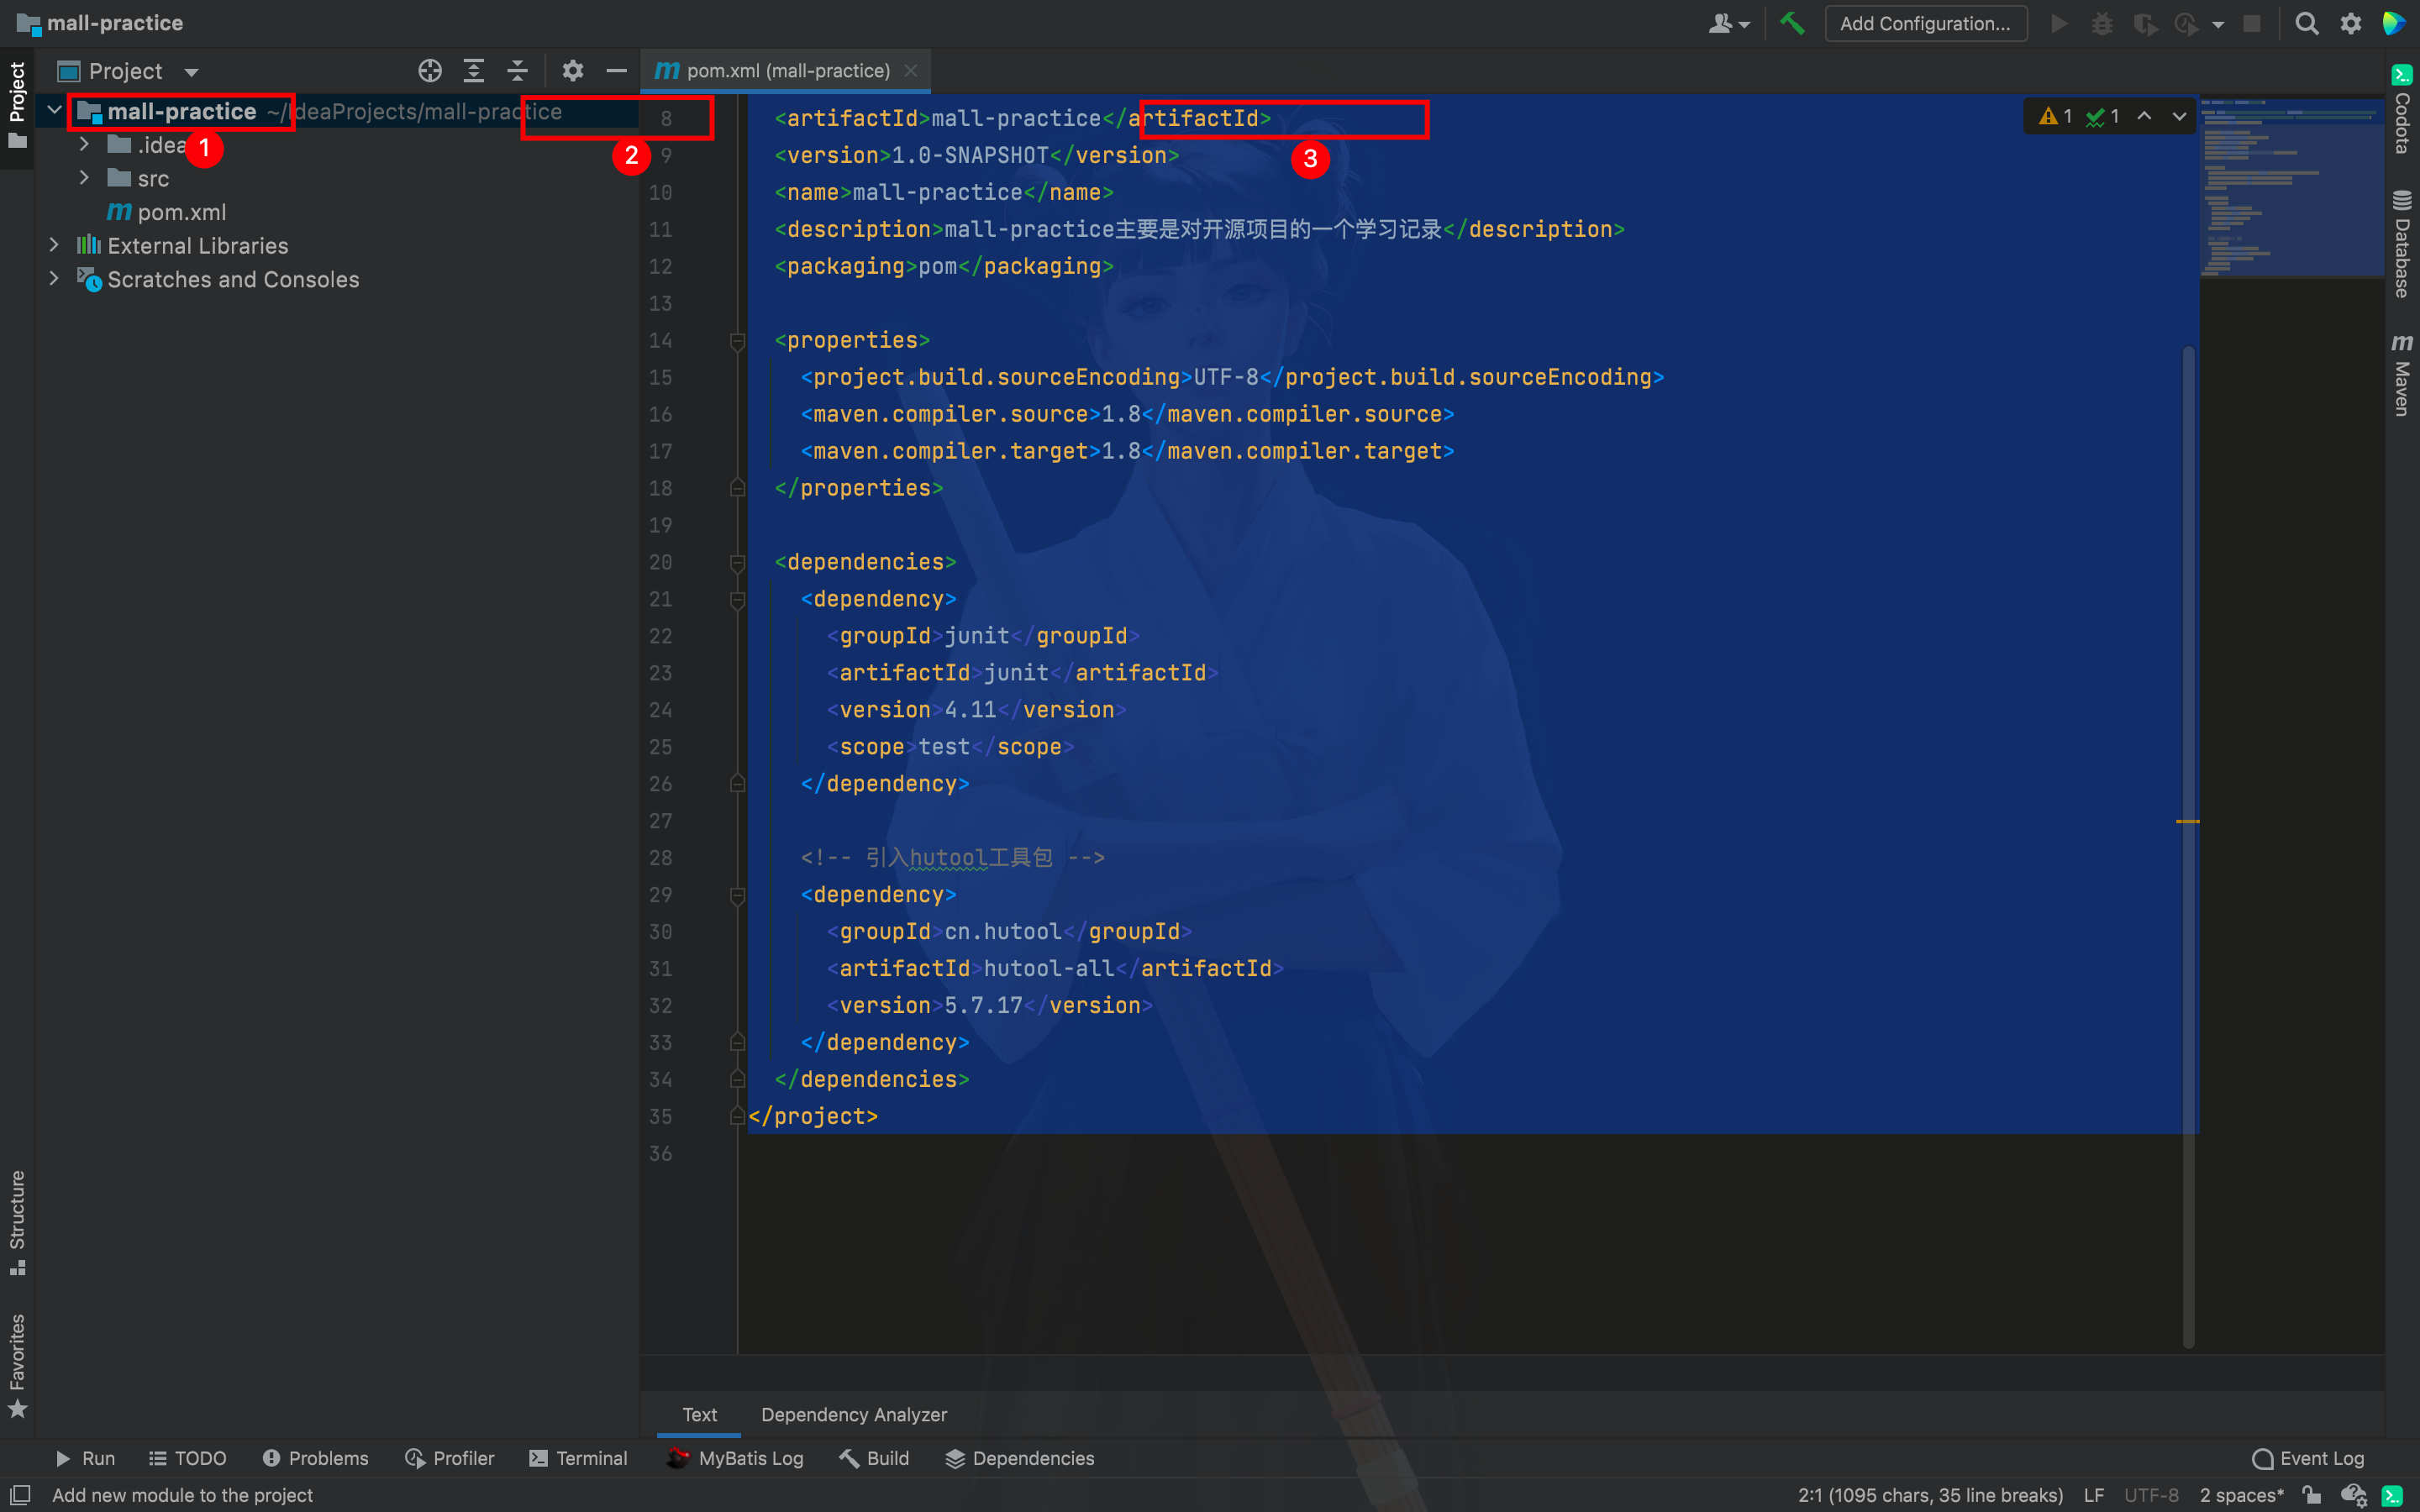 mall-practice
Add Configuration...
Project
pom.xml (mall-practice)
Project
mall-practice ~/IdeaProjects/mall-practice
1
2
3
.idea
src
pom.xml
External Libraries
Scratches and Consoles
8 <artifactId>mall-practice</artifactId>
9 <version>1.0-SNAPSHOT</version>
10 <name>mall-practice</name>
11 <description>mall-practice主要是对开源项目的一个学习记录</description>
12 <packaging>pom</packaging>
13
14 <properties>
15 <project.build.sourceEncoding>UTF-8</project.build.sourceEncoding>
16 <maven.compiler.source>1.8</maven.compiler.source>
17 <maven.compiler.target>1.8</maven.compiler.target>
18 </properties>
19
20 <dependencies>
21 <dependency>
22 <groupId>junit</groupId>
23 <artifactId>junit</artifactId>
24 <version>4.11</version>
25 <scope>test</scope>
26 </dependency>
27
28 <!-- 引入hutool工具包 -->
29 <dependency>
30 <groupId>cn.hutool</groupId>
31 <artifactId>hutool-all</artifactId>
32 <version>5.7.17</version>
33 </dependency>
34 </dependencies>
35 </project>
36
1 1
Codota
Database
Maven
Structure
Favorites
Text Dependency Analyzer
Run TODO Problems Profiler Terminal MyBatis Log Build Dependencies Event Log
Add new module to the project
2:1 (1095 chars, 35 line breaks) LF UTF-8 2 spaces*